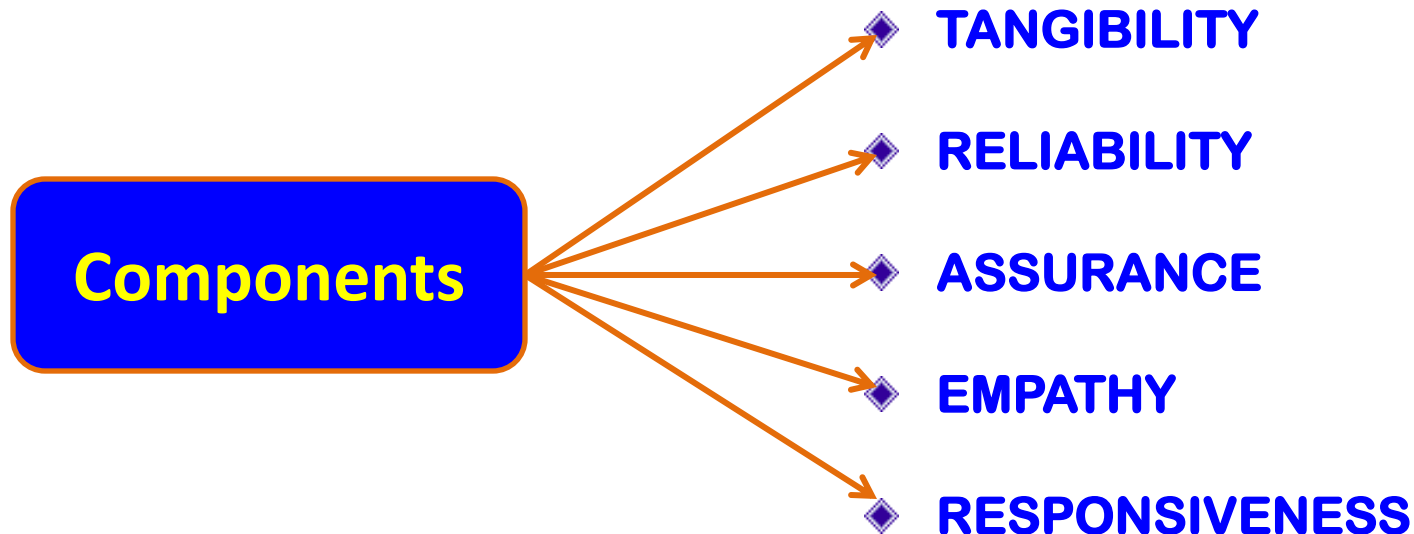 TANGIBILITY
RELIABILITY
Components
ASSURANCE
EMPATHY
RESPONSIVENESS